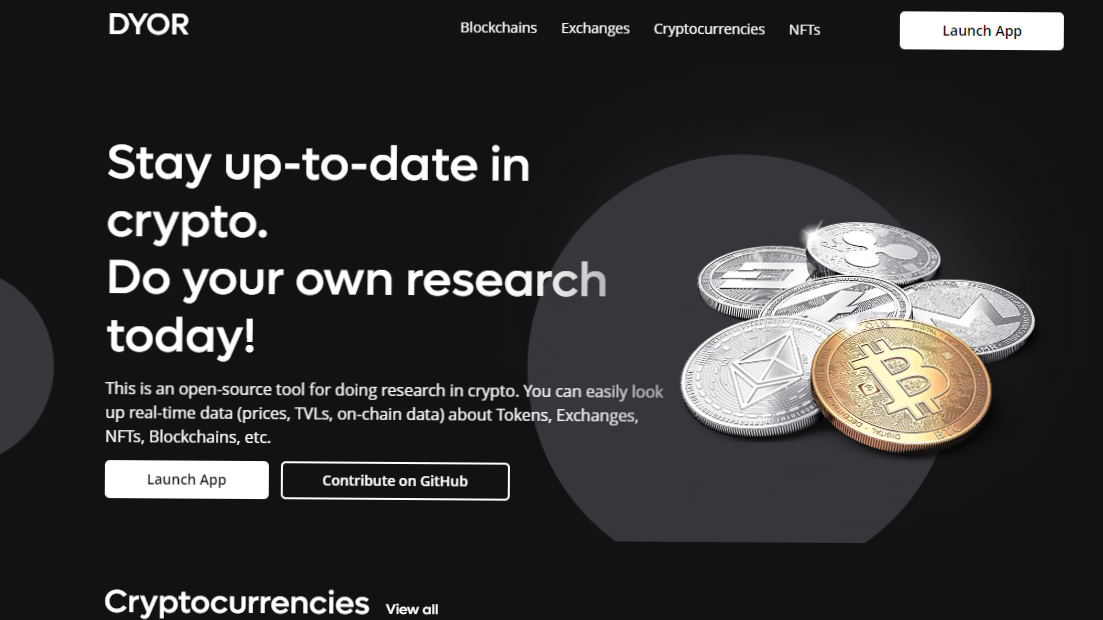 DYOR
Blockchains Exchanges Cryptocurrencies NFTs
Launch App
Stay up-to-date in
crypto.
Do your own research
today!
This is an open-source tool for doing research in crypto. You can easily look
up real-time data (prices, TVLs, on-chain data) about Tokens, Exchanges,
NFTs, Blockchains, etc.
Launch App
Contribute on GitHub
Cryptocurrencies View all